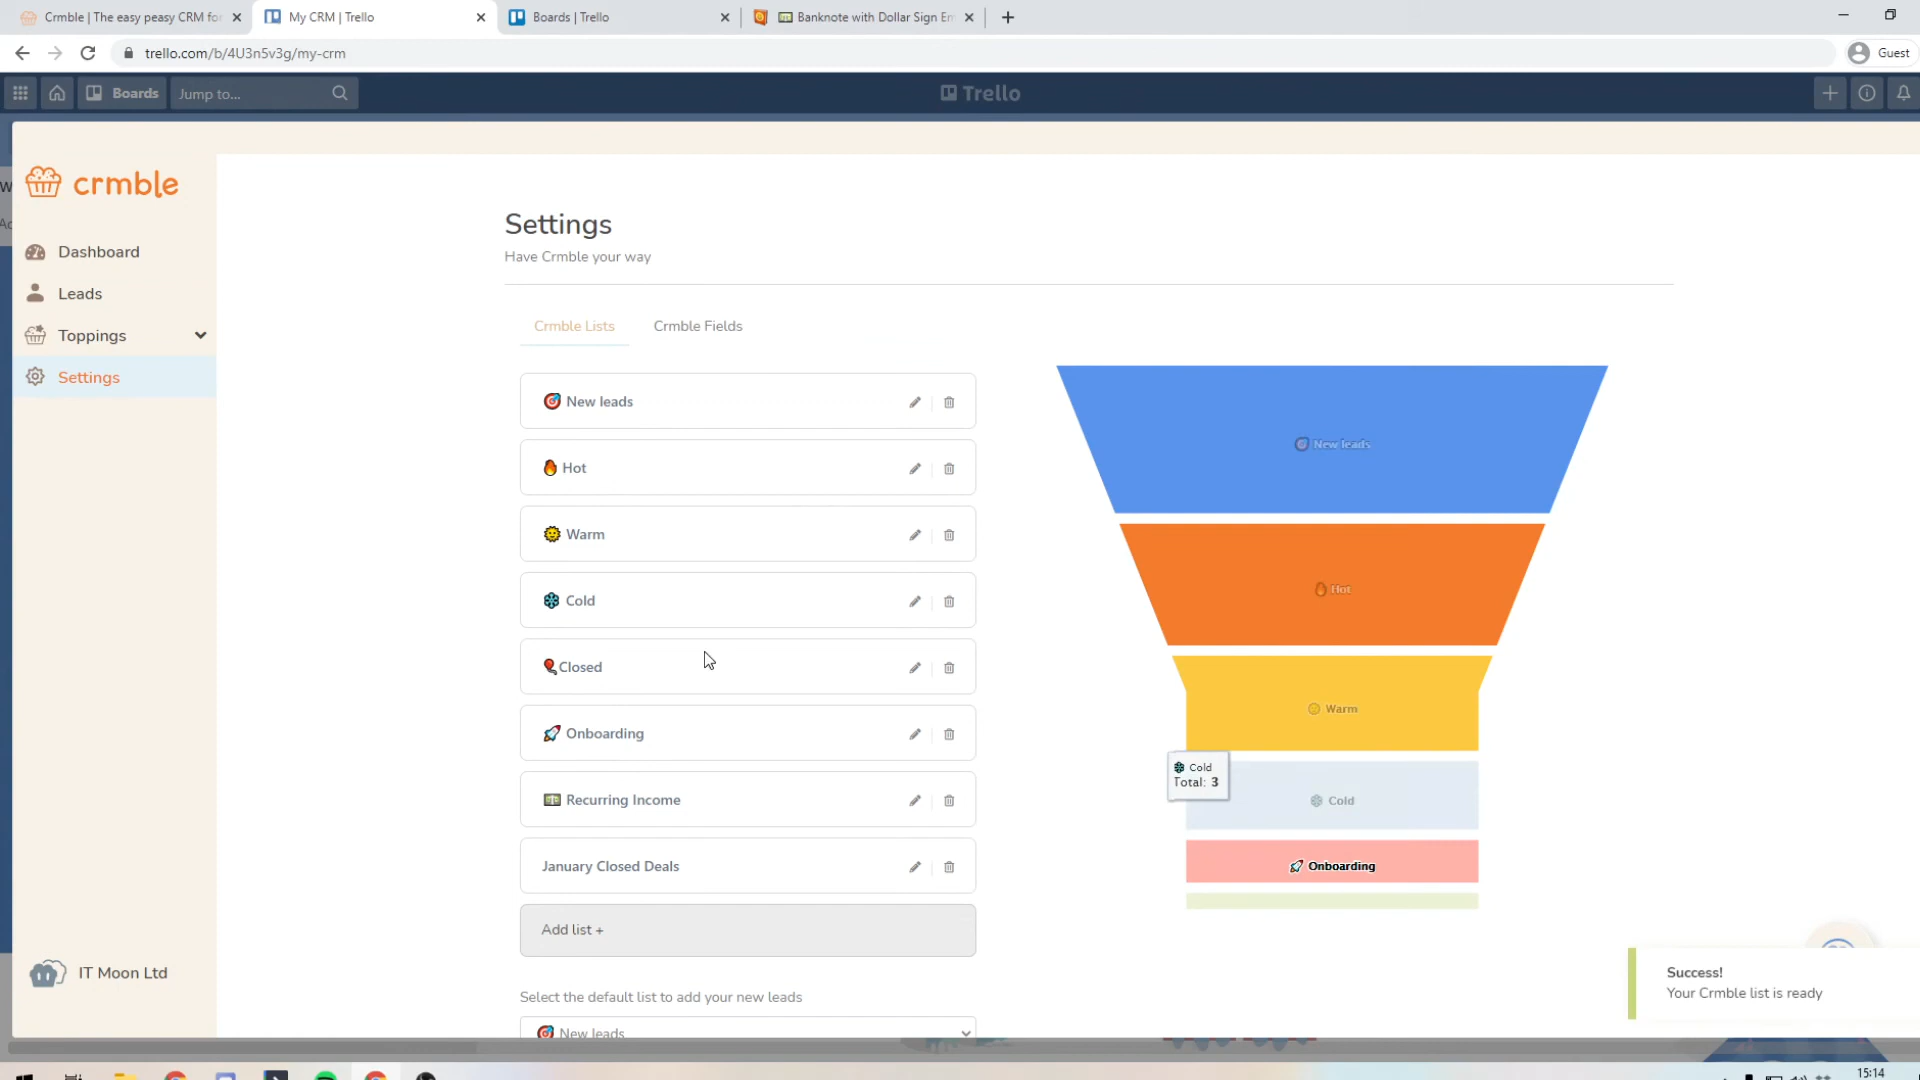 Crmble | The easy peasy CRM for
My CRM | Trello
Boards | Trello
Banknote with Dollar Sign Em
trello.com/b/4U3n5v3g/my-crm
Guest
Boards
Jump to...
Trello
crmble
Dashboard
Leads
Toppings
Settings
IT Moon Ltd
Settings
Have Crmble your way
Crmble Lists
Crmble Fields
New leads
Hot
Warm
Cold
Closed
Onboarding
Recurring Income
January Closed Deals
Add list +
Select the default list to add your new leads
New leads
New leads
Hot
Warm
Cold
Total: 3
Cold
Onboarding
Success!
Your Crmble list is ready
15:14